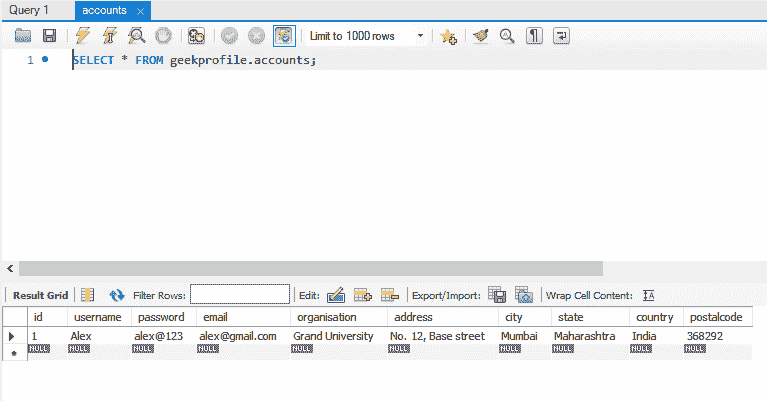 Query 1 accounts ×
Limit to 1000 rows
1 SELECT * FROM geekprofile.accounts;
Result Grid Filter Rows: Edit: Export/Import: Wrap Cell Content:
id username password email organisation address city state country postalcode
1 Alex alex@123 alex@gmail.com Grand University No. 12, Base street Mumbai Maharashtra India 368292
NULL NULL NULL NULL NULL NULL NULL NULL NULL NULL